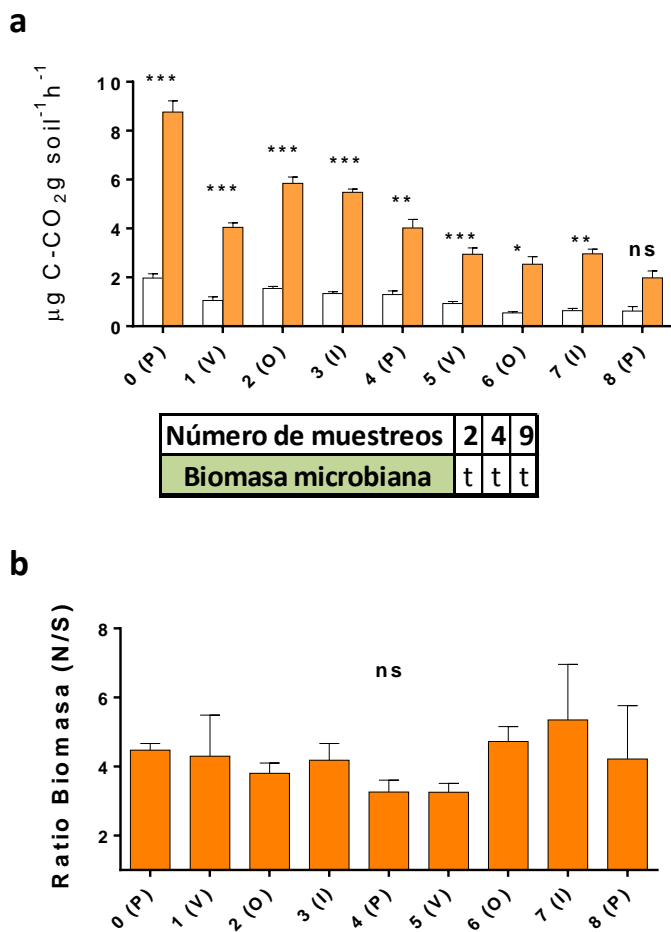 a
µg C-CO₂g soil⁻¹h⁻¹
10
8
6
4
2
0
***
***
***
***
**
***
*
**
ns
0 (P)
1 (V)
2 (O)
3 (I)
4 (P)
5 (V)
6 (O)
7 (I)
8 (P)
Número de muestreos 2 4 9
Biomasa microbiana t t t
b
Ratio Biomasa (N/S)
8
6
4
2
ns
0 (P)
1 (V)
2 (O)
3 (I)
4 (P)
5 (V)
6 (O)
7 (I)
8 (P)